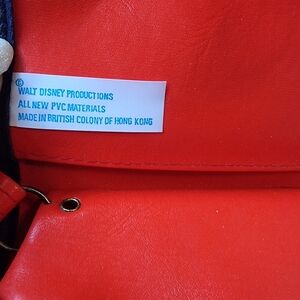 ©
WALT DISNEY PRODUCTIONS
ALL NEW PVC MATERIALS
MADE IN BRITISH COLONY OF HONG KONG